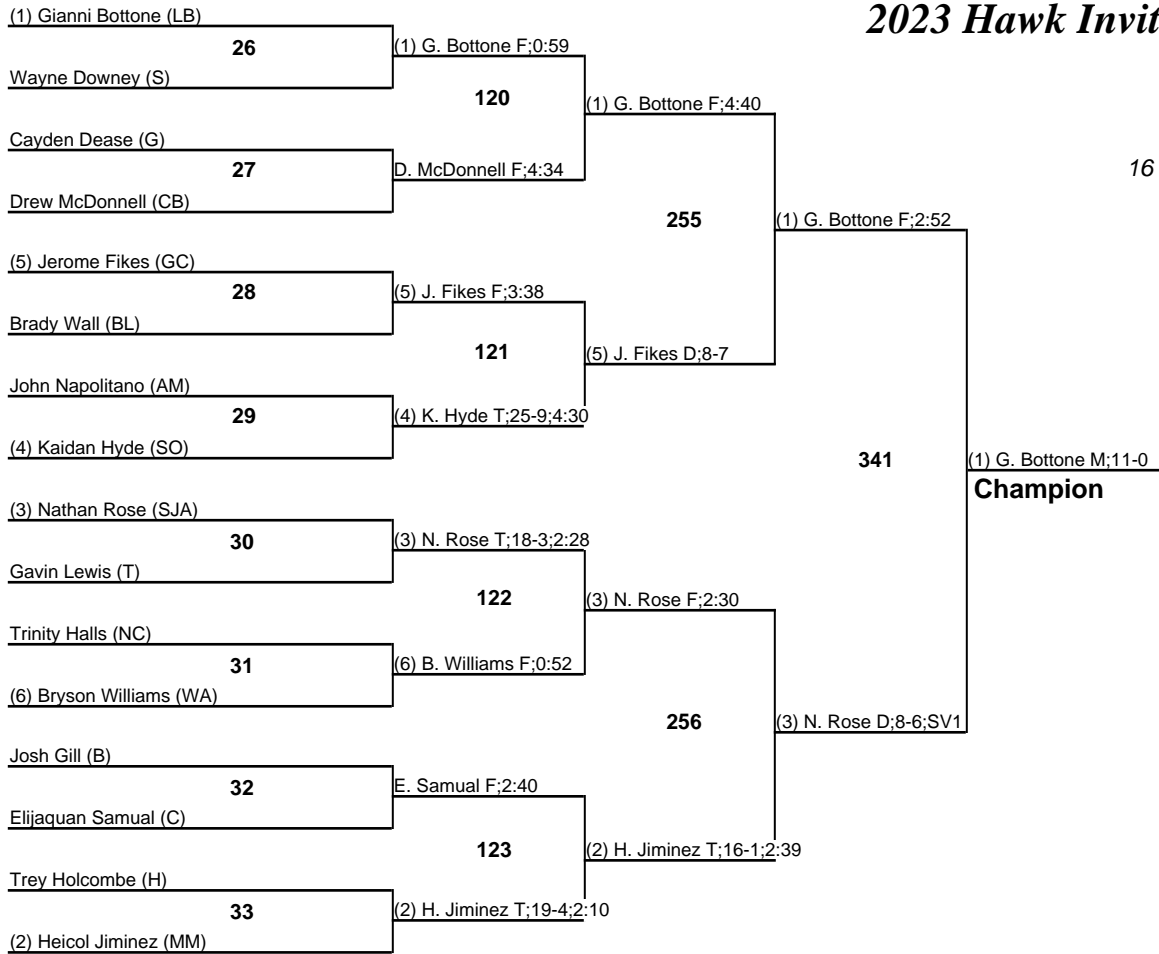 2023 Hawk Invit
16
(1) Gianni Bottone (LB)
26
Wayne Downey (S)
Cayden Dease (G)
27
Drew McDonnell (CB)
(5) Jerome Fikes (GC)
28
Brady Wall (BL)
John Napolitano (AM)
29
(4) Kaidan Hyde (SO)
(3) Nathan Rose (SJA)
30
Gavin Lewis (T)
Trinity Halls (NC)
31
(6) Bryson Williams (WA)
Josh Gill (B)
32
Elijaquan Samual (C)
Trey Holcombe (H)
33
(2) Heicol Jiminez (MM)
(1) G. Bottone F;0:59
120
D. McDonnell F;4:34
(5) J. Fikes F;3:38
121
(4) K. Hyde T;25-9;4:30
(3) N. Rose T;18-3;2:28
122
(6) B. Williams F;0:52
E. Samual F;2:40
123
(2) H. Jiminez T;19-4;2:10
(1) G. Bottone F;4:40
255
(5) J. Fikes D;8-7
(3) N. Rose F;2:30
256
(2) H. Jiminez T;16-1;2:39
(1) G. Bottone F;2:52
341
(3) N. Rose D;8-6;SV1
(1) G. Bottone M;11-0
Champion